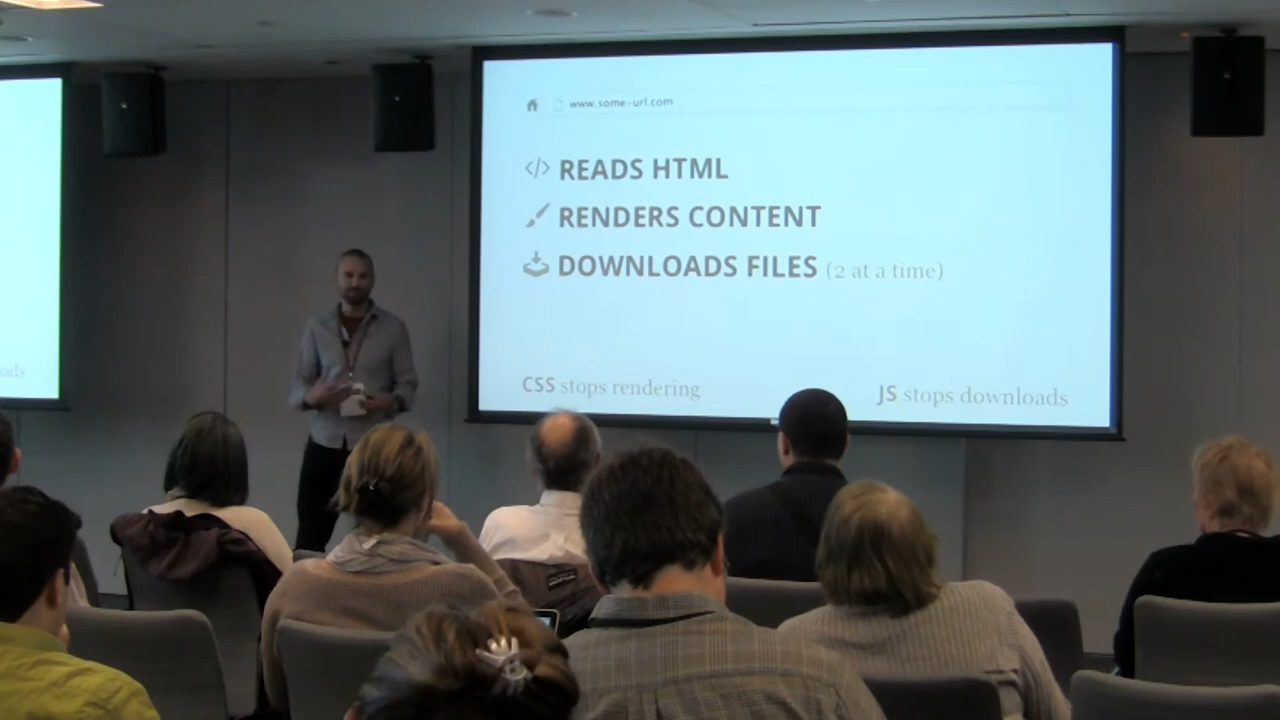 www.some-url.com
</> READS HTML
RENDERS CONTENT
DOWNLOADS FILES (2 at a time)
CSS stops rendering
JS stops downloads